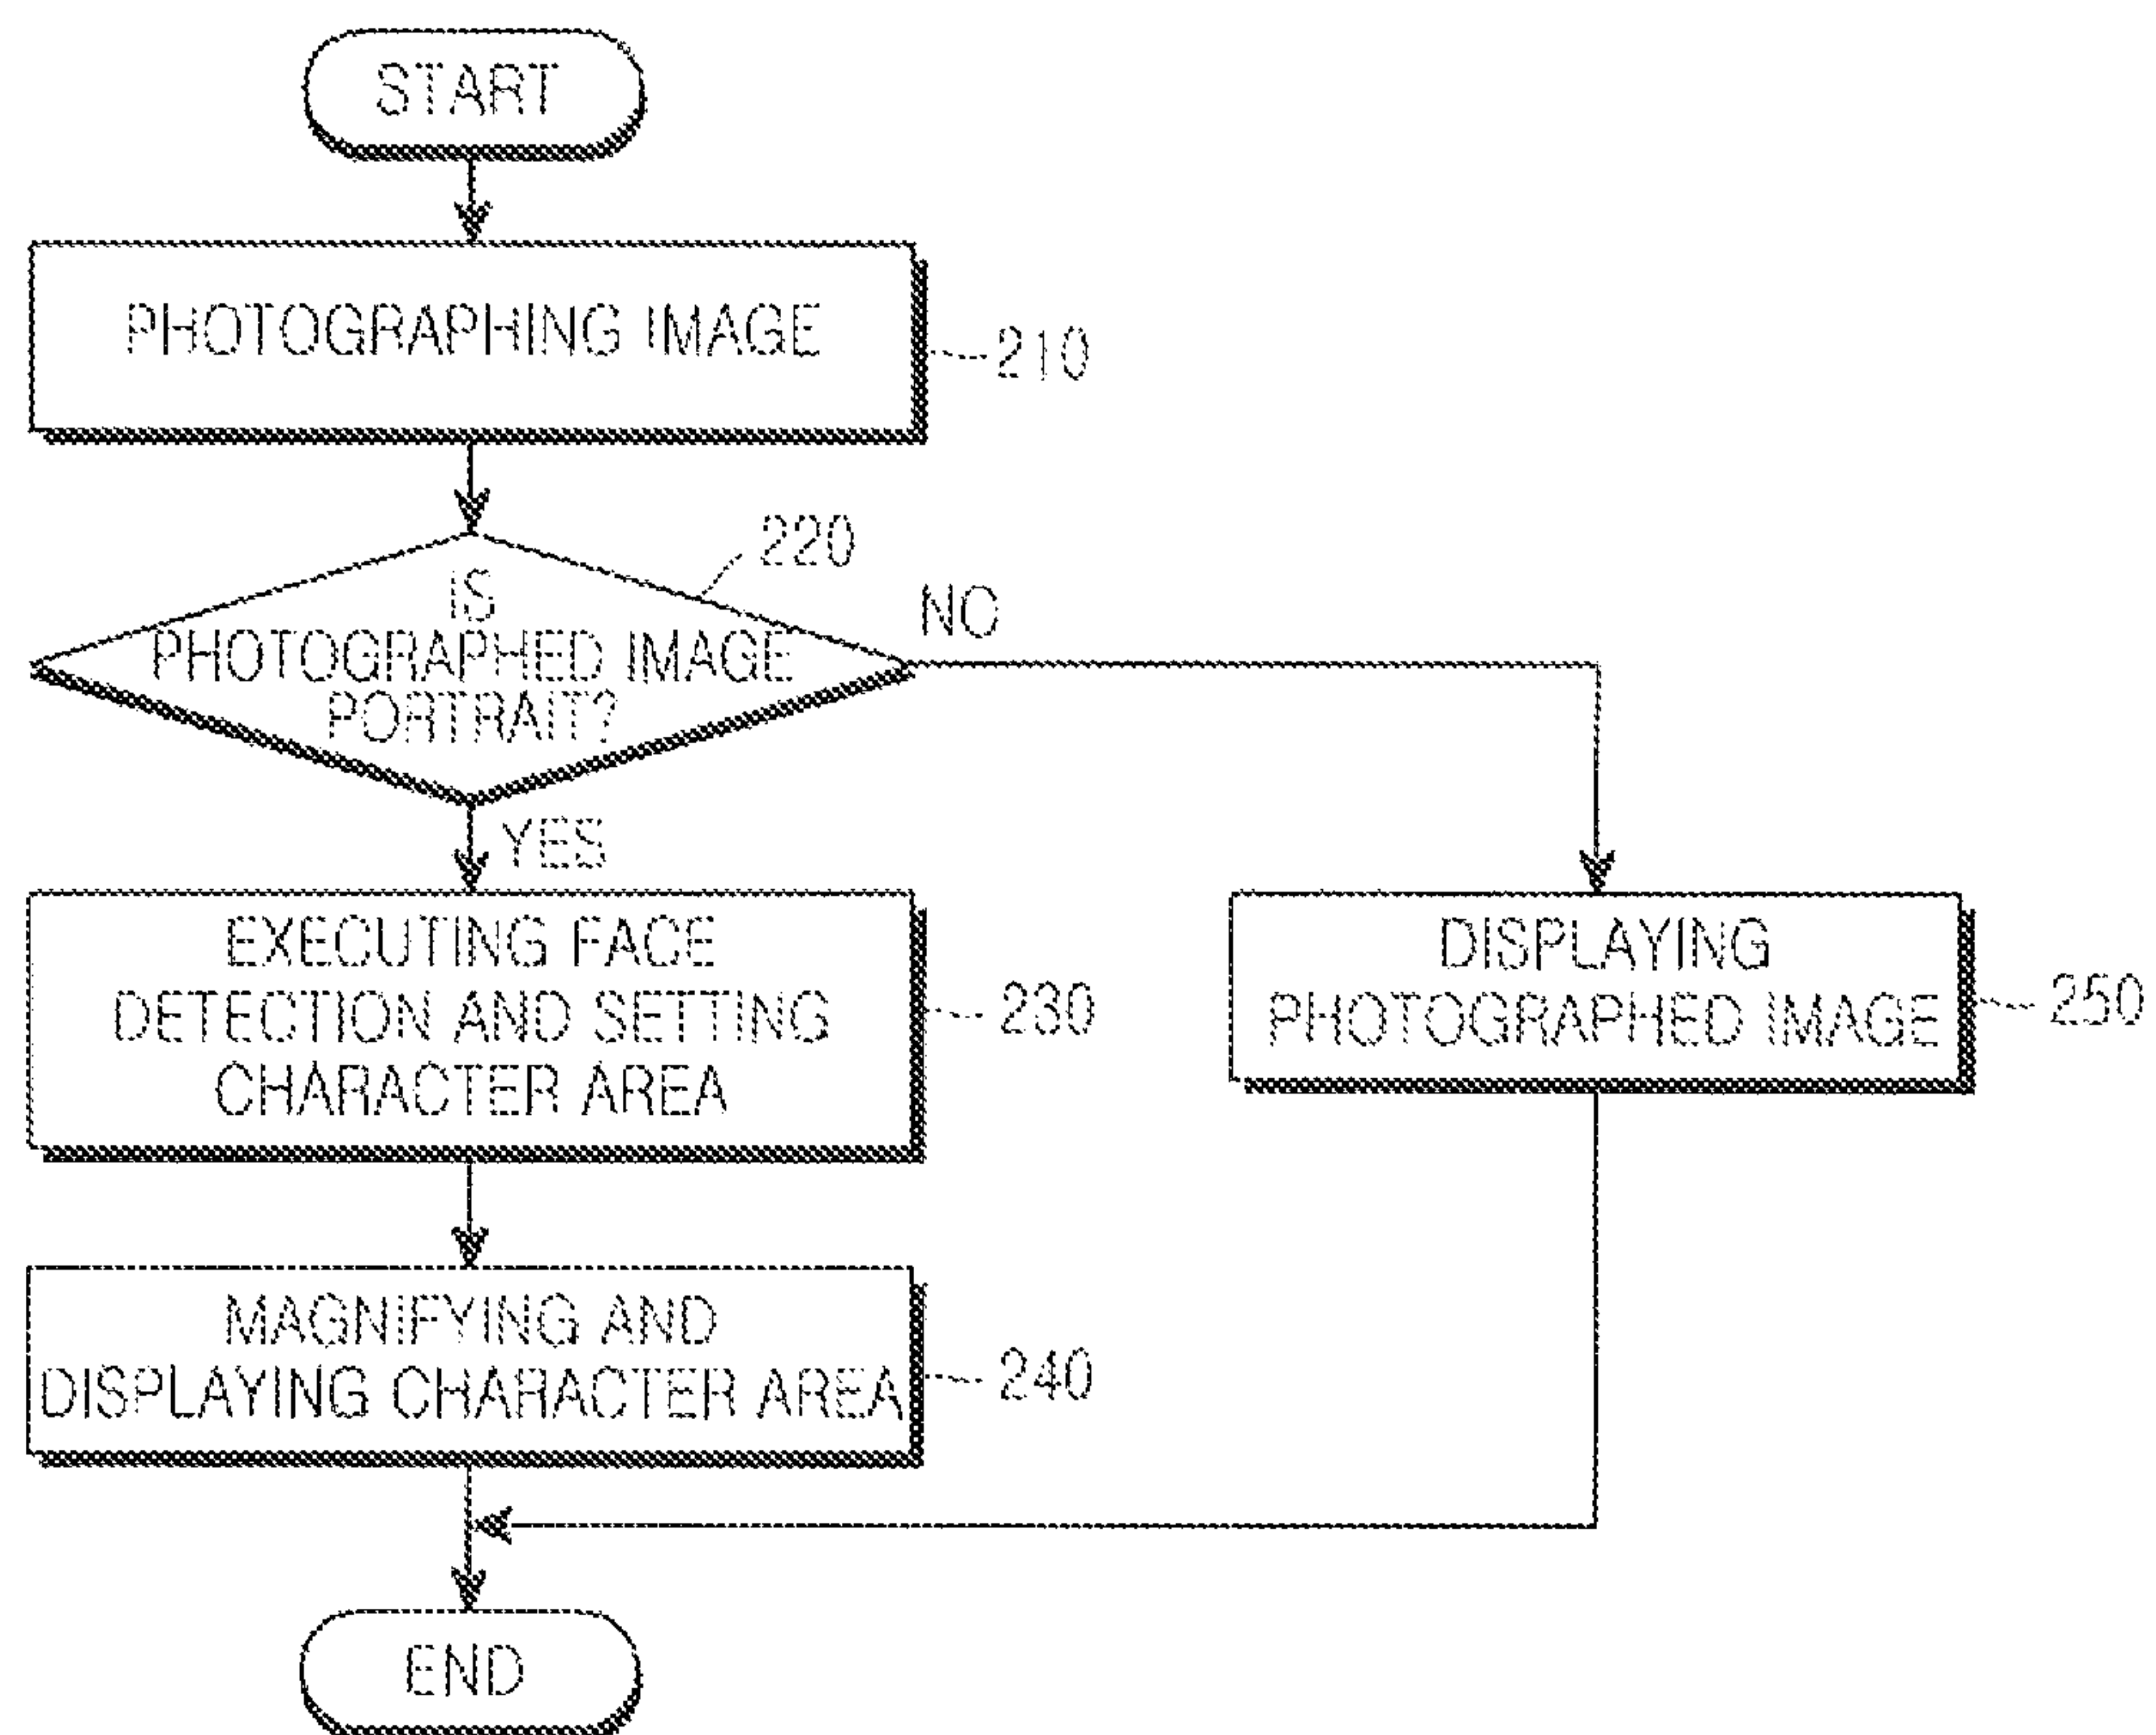 START
PHOTOGRAPHING IMAGE
210
220
IS
PHOTOGRAPHED IMAGE
PORTRAIT?
NO
YES
EXECUTING FACE
DETECTION AND SETTING
CHARACTER AREA
230
DISPLAYING
PHOTOGRAPHED IMAGE
250
MAGNIFYING AND
DISPLAYING CHARACTER AREA
240
END